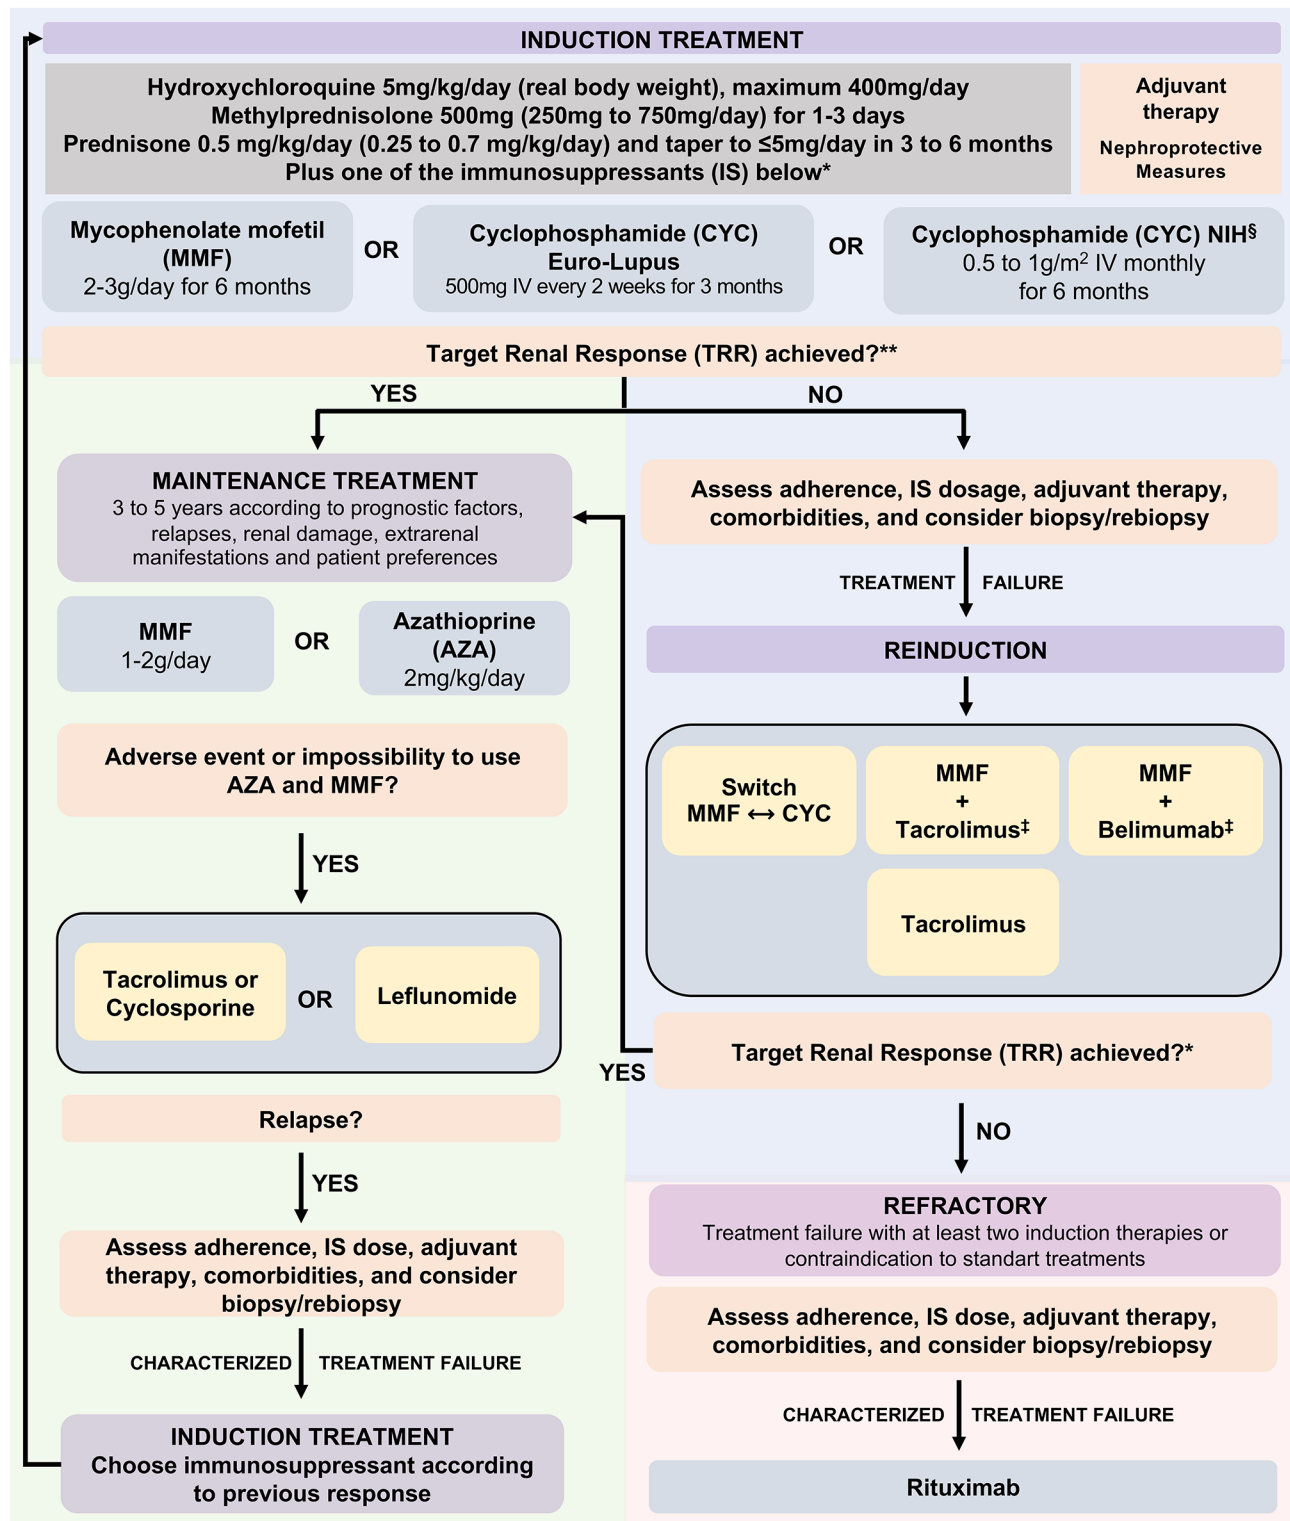 INDUCTION TREATMENT
Hydroxychloroquine 5mg/kg/day (real body weight), maximum 400mg/day
Methylprednisolone 500mg (250mg to 750mg/day) for 1-3 days
Prednisone 0.5 mg/kg/day (0.25 to 0.7 mg/kg/day) and taper to ≤5mg/day in 3 to 6 months
Plus one of the immunosuppressants (IS) below*
Adjuvant
therapy
Nephroprotective
Measures
Mycophenolate mofetil
(MMF)
2-3g/day for 6 months
OR
Cyclophosphamide (CYC)
Euro-Lupus
500mg IV every 2 weeks for 3 months
OR
Cyclophosphamide (CYC) NIH§
0.5 to 1g/m² IV monthly
for 6 months
Target Renal Response (TRR) achieved?**
YES
NO
MAINTENANCE TREATMENT
3 to 5 years according to prognostic factors,
relapses, renal damage, extrarenal
manifestations and patient preferences
MMF
1-2g/day
OR
Azathioprine
(AZA)
2mg/kg/day
Adverse event or impossibility to use
AZA and MMF?
YES
Tacrolimus or
Cyclosporine
OR
Leflunomide
Relapse?
YES
Assess adherence, IS dose, adjuvant
therapy, comorbidities, and consider
biopsy/rebiopsy
CHARACTERIZED TREATMENT FAILURE
INDUCTION TREATMENT
Choose immunosuppressant according
to previous response
Assess adherence, IS dosage, adjuvant therapy,
comorbidities, and consider biopsy/rebiopsy
TREATMENT FAILURE
REINDUCTION
Switch
MMF ↔ CYC
MMF
+
Tacrolimus‡
MMF
+
Belimumab‡
Tacrolimus
Target Renal Response (TRR) achieved?*
YES
NO
REFRACTORY
Treatment failure with at least two induction therapies or
contraindication to standart treatments
Assess adherence, IS dose, adjuvant therapy,
comorbidities, and consider biopsy/rebiopsy
CHARACTERIZED TREATMENT FAILURE
Rituximab